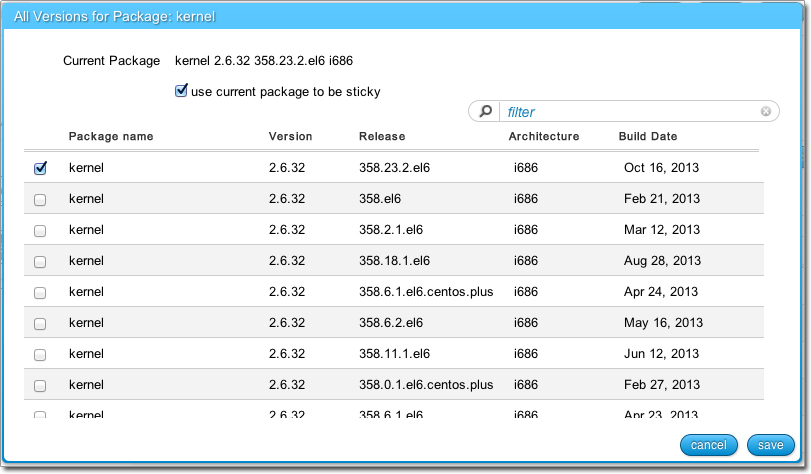 All Versions for Package: kernel
Current Package kernel 2.6.32 358.23.2.el6 i686
use current package to be sticky
filter
Package name Version Release Architecture Build Date
kernel 2.6.32 358.23.2.el6 i686 Oct 16, 2013
kernel 2.6.32 358.el6 i686 Feb 21, 2013
kernel 2.6.32 358.2.1.el6 i686 Mar 12, 2013
kernel 2.6.32 358.18.1.el6 i686 Aug 28, 2013
kernel 2.6.32 358.6.1.el6.centos.plus i686 Apr 24, 2013
kernel 2.6.32 358.6.2.el6 i686 May 16, 2013
kernel 2.6.32 358.11.1.el6 i686 Jun 12, 2013
kernel 2.6.32 358.0.1.el6.centos.plus i686 Feb 27, 2013
kernel 2.6.32 358.6.1.el6 i686 Apr 23, 2013
cancel save